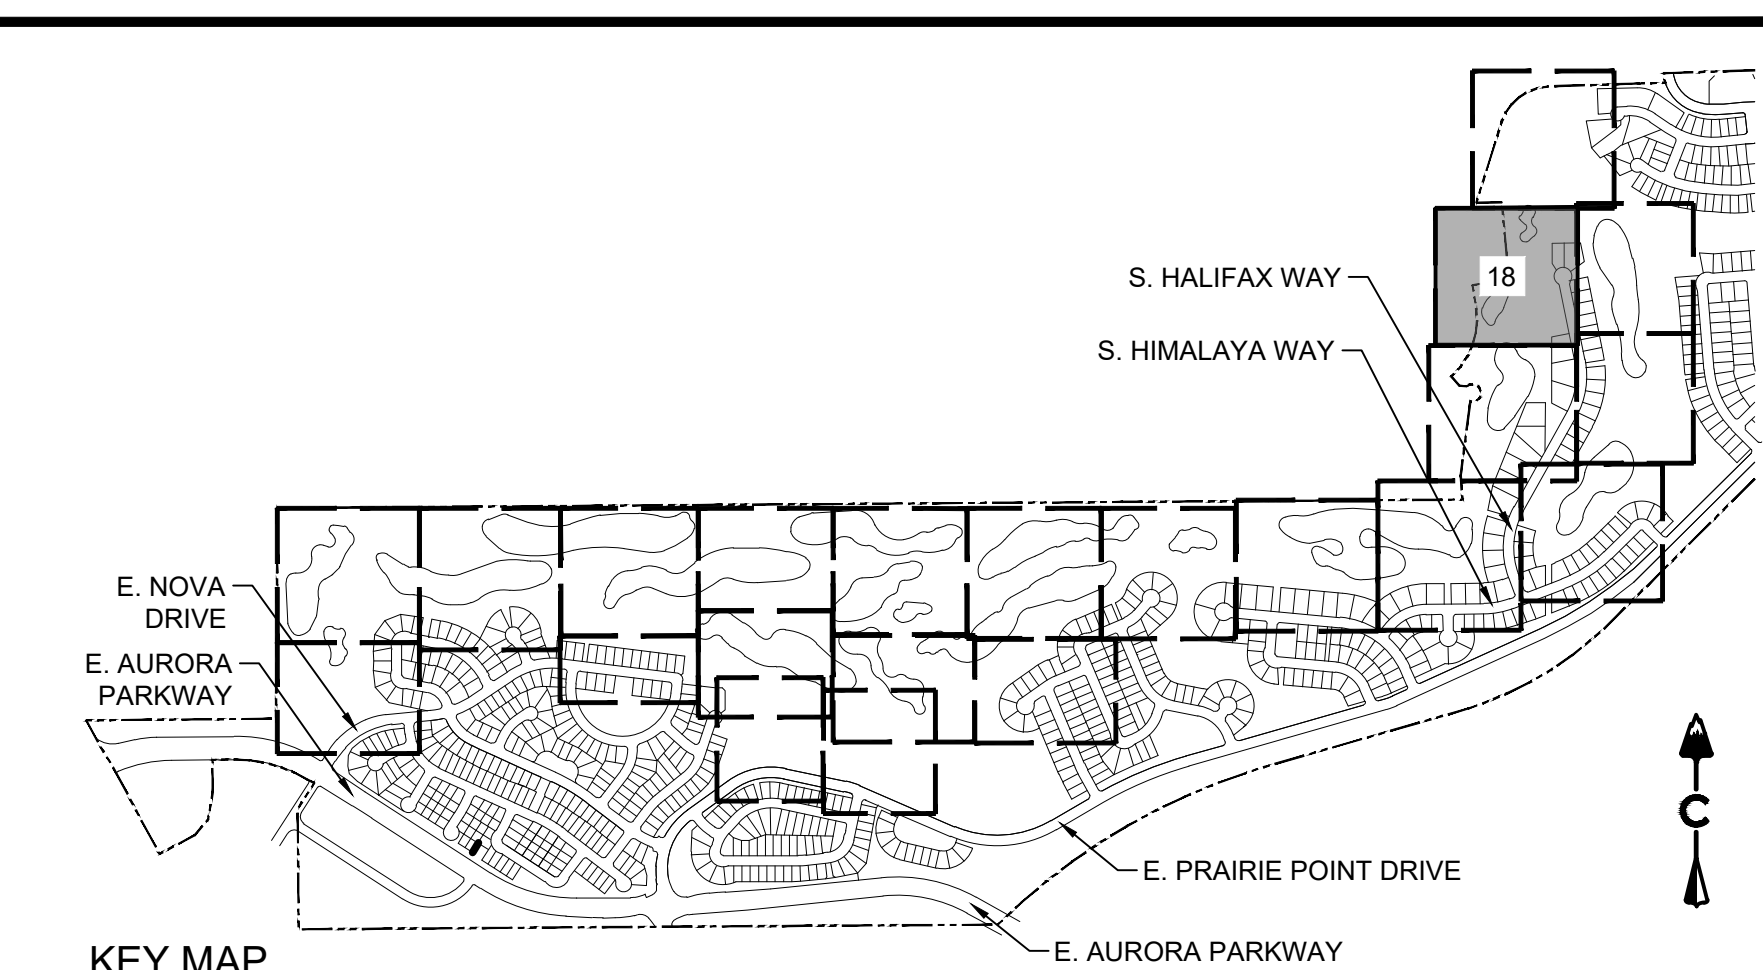 18
S. HALIFAX WAY
S. HIMALAYA WAY
E. NOVA
DRIVE
E. AURORA
PARKWAY
C
E. PRAIRIE POINT DRIVE
E. AURORA PARKWAY
KEY MAP